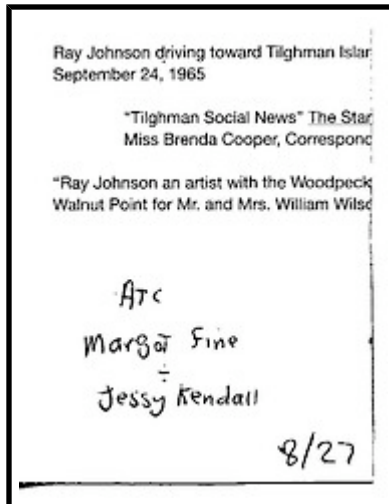 Ray Johnson driving toward Tilghman Islar
September 24, 1965
"Tilghman Social News" The Star
Miss Brenda Cooper, Correspond
"Ray Johnson an artist with the Woodpeck
Walnut Point for Mr. and Mrs. William Wilso
ATC
Margot Fine
÷
Jessy Kendall
8/27